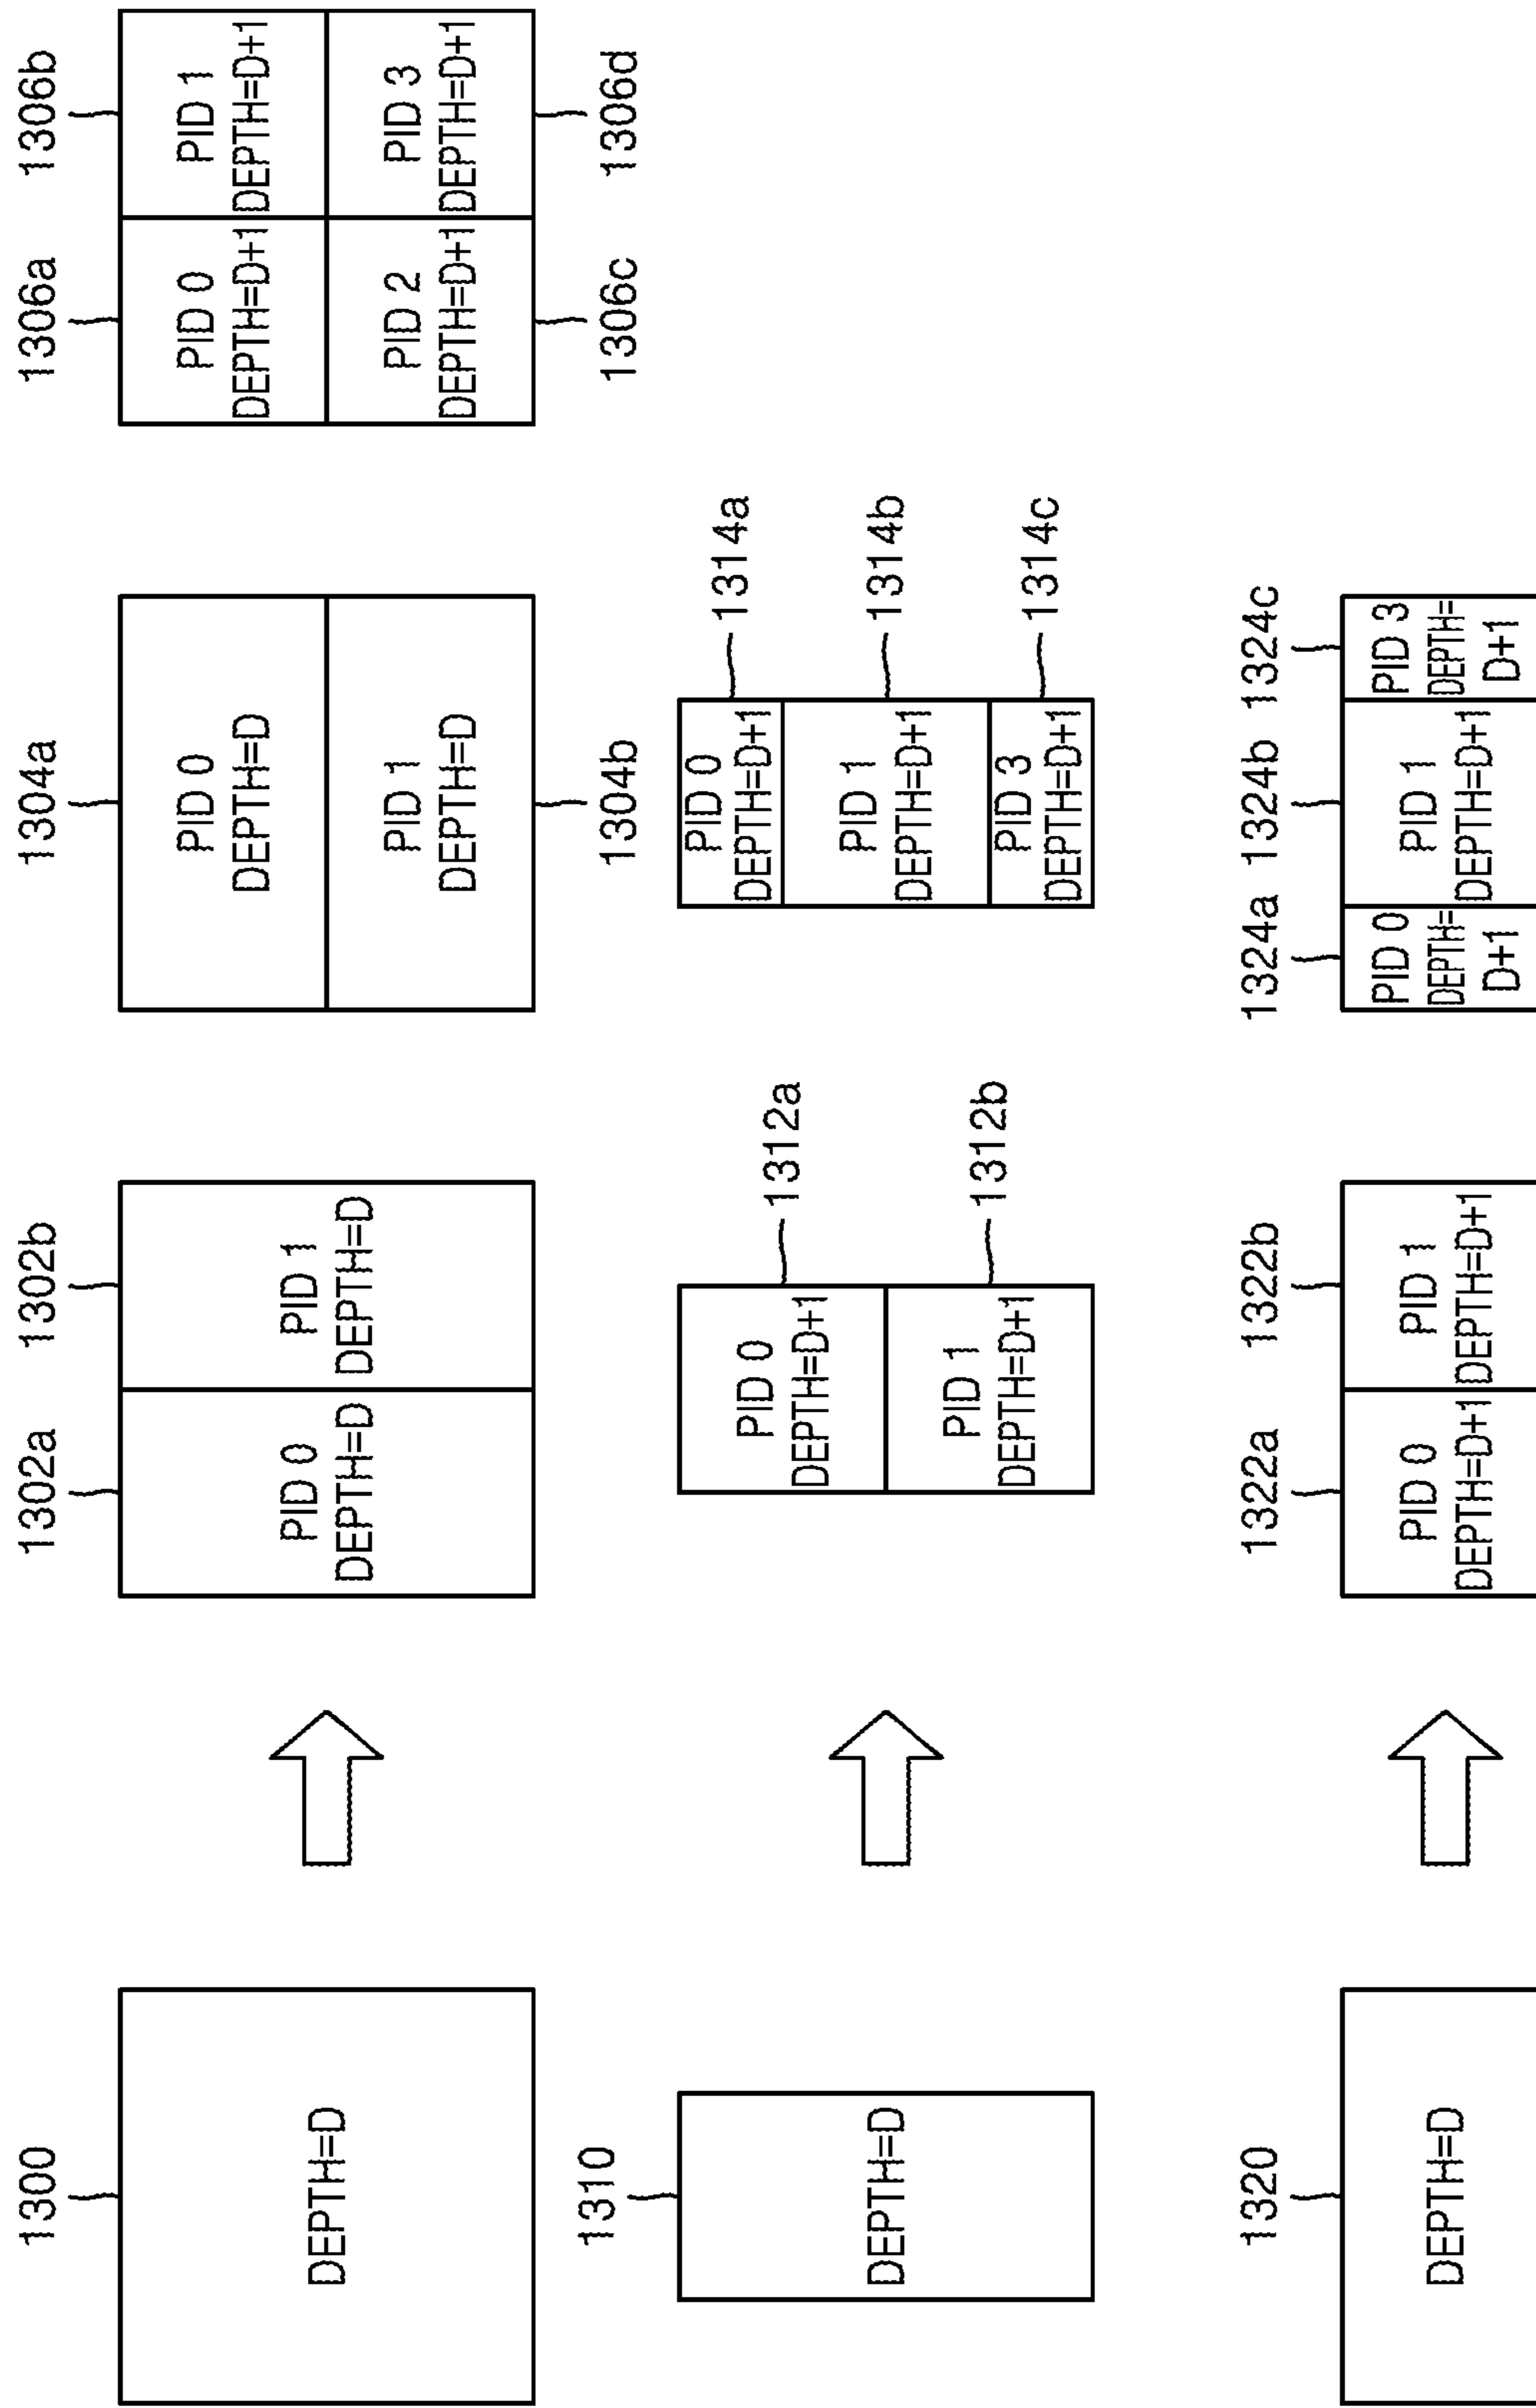 1300
DEPTH=D
1302a
1302b
PID 0
DEPTH=D
PID 1
DEPTH=D
1304a
PID 0
DEPTH=D
PID 1
DEPTH=D
1304b
1306a
1306b
PID 0
DEPTH=D+1
PID 1
DEPTH=D+1
PID 2
DEPTH=D+1
PID 3
DEPTH=D+1
1306c
1306d
1310
DEPTH=D
PID 0
DEPTH=D+1
1312a
PID 1
DEPTH=D+1
1312b
PID 0
DEPTH=D+1
1314a
PID 1
DEPTH=D+1
1314b
PID 3
DEPTH=D+1
1314c
1320
DEPTH=D
1322a
1322b
PID 0
DEPTH=D+1
PID 1
DEPTH=D+1
1324a
1324b
1324c
PID 0
DEPTH=
D+1
PID 1
DEPTH=D+1
PID 3
DEPTH=
D+1